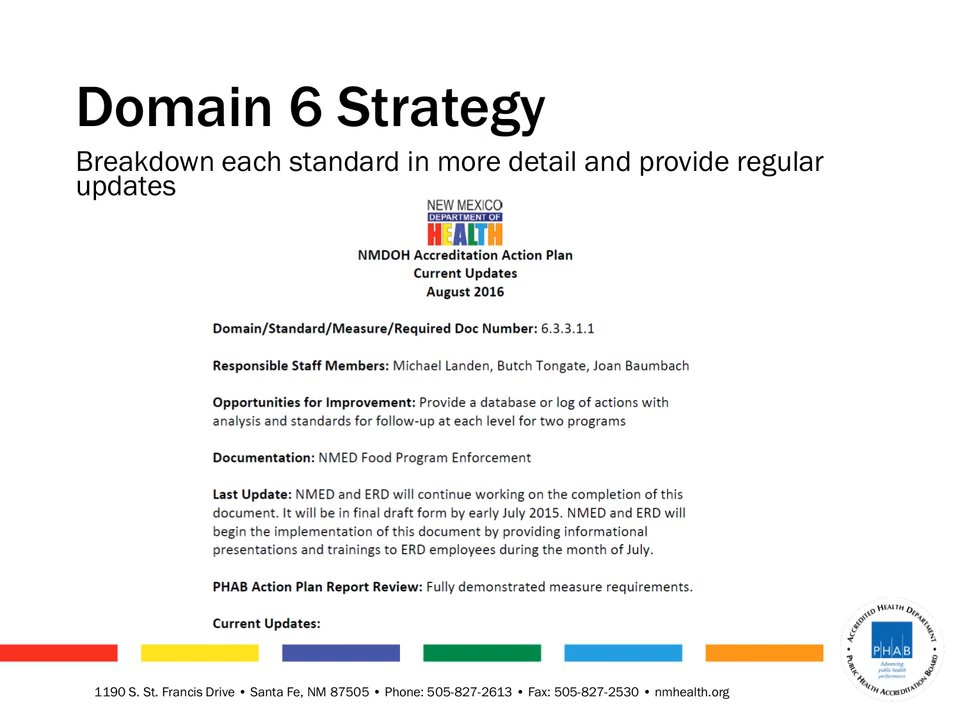 Domain 6 Strategy
Breakdown each standard in more detail and provide regular
updates
NEW MEXICO
DEPARTMENT OF
HEALTH
NMDOH Accreditation Action Plan
Current Updates
August 2016
Domain/Standard/Measure/Required Doc Number: 6.3.3.1.1
Responsible Staff Members: Michael Landen, Butch Tongate, Joan Baumbach
Opportunities for Improvement: Provide a database or log of actions with
analysis and standards for follow-up at each level for two programs
Documentation: NMED Food Program Enforcement
Last Update: NMED and ERD will continue working on the completion of this
document. It will be in final draft form by early July 2015. NMED and ERD will
begin the implementation of this document by providing informational
presentations and trainings to ERD employees during the month of July.
PHAB Action Plan Report Review: Fully demonstrated measure requirements.
Current Updates:
ACCREDITED HEALTH DEPARTMENT
PHAB
Advancing
public health
performance
PUBLIC HEALTH ACCREDITATION BOARD
1190 S. St. Francis Drive • Santa Fe, NM 87505 • Phone: 505-827-2613 • Fax: 505-827-2530 • nmhealth.org